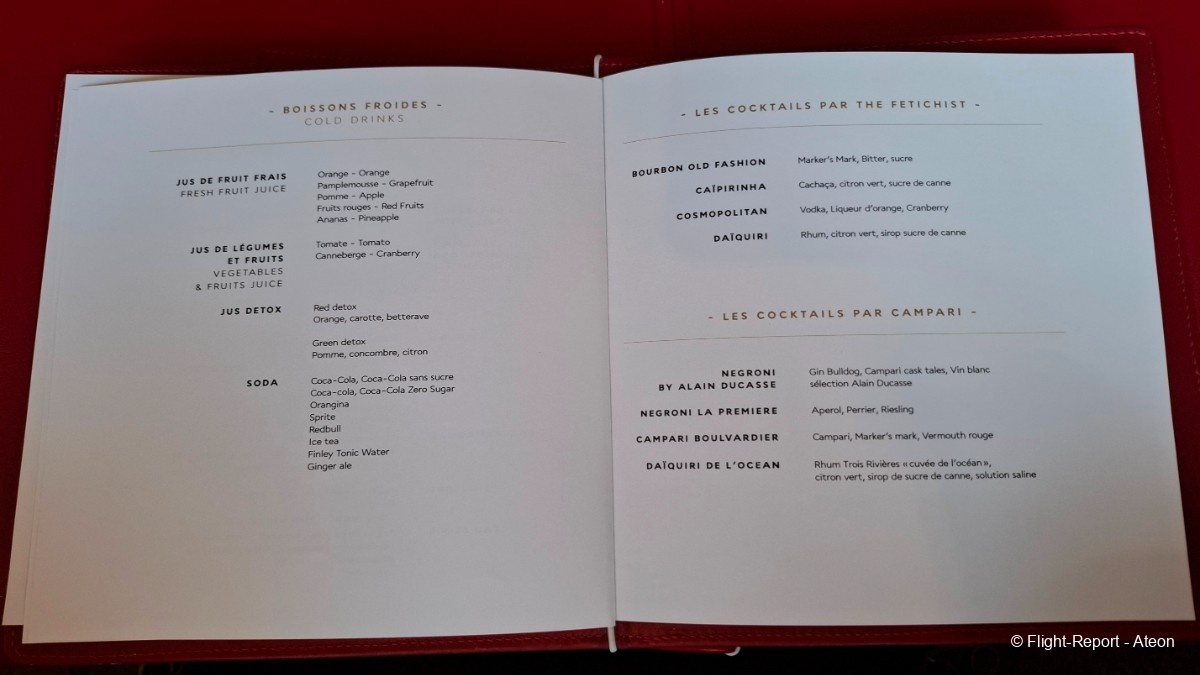 - BOISSONS FROIDES -
COLD DRINKS
JUS DE FRUIT FRAIS
FRESH FRUIT JUICE
Orange - Orange
Pamplemousse - Grapefruit
Pomme - Apple
Fruits rouges - Red Fruits
Ananas - Pineapple
JUS DE LÉGUMES
ET FRUITS
VEGETABLES
& FRUITS JUICE
Tomate - Tomato
Canneberge - Cranberry
JUS DETOX
Red detox
Orange, carotte, betterave
Green detox
Pomme, concombre, citron
SODA
Coca-Cola, Coca-Cola sans sucre
Coca-cola, Coca-Cola Zero Sugar
Orangina
Sprite
Redbull
Ice tea
Finley Tonic Water
Ginger ale
- LES COCKTAILS PAR THE FETICHIST -
BOURBON OLD FASHION
Marker's Mark, Bitter, sucre
CAÏPIRINHA
Cachaça, citron vert, sucre de canne
COSMOPOLITAN
Vodka, Liqueur d'orange, Cranberry
DAÏQUIRI
Rhum, citron vert, sirop sucre de canne
- LES COCKTAILS PAR CAMPARI -
NEGRONI
BY ALAIN DUCASSE
Gin Bulldog, Campari cask tales, Vin blanc
sélection Alain Ducasse
NEGRONI LA PREMIERE
Aperol, Perrier, Riesling
CAMPARI BOULVARDIER
Campari, Marker's mark, Vermouth rouge
DAÏQUIRI DE L'OCEAN
Rhum Trois Rivières «cuvée de l'océan»,
citron vert, sirop de sucre de canne, solution saline
© Flight-Report - Ateon